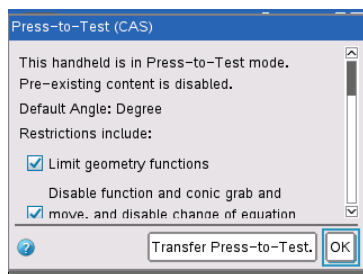 Press-to-Test (CAS)
This handheld is in Press-to-Test mode.
Pre-existing content is disabled.
Default Angle: Degree
Restrictions include:
Limit geometry functions
Disable function and conic grab and
move, and disable change of equation
Transfer Press-to-Test.
OK